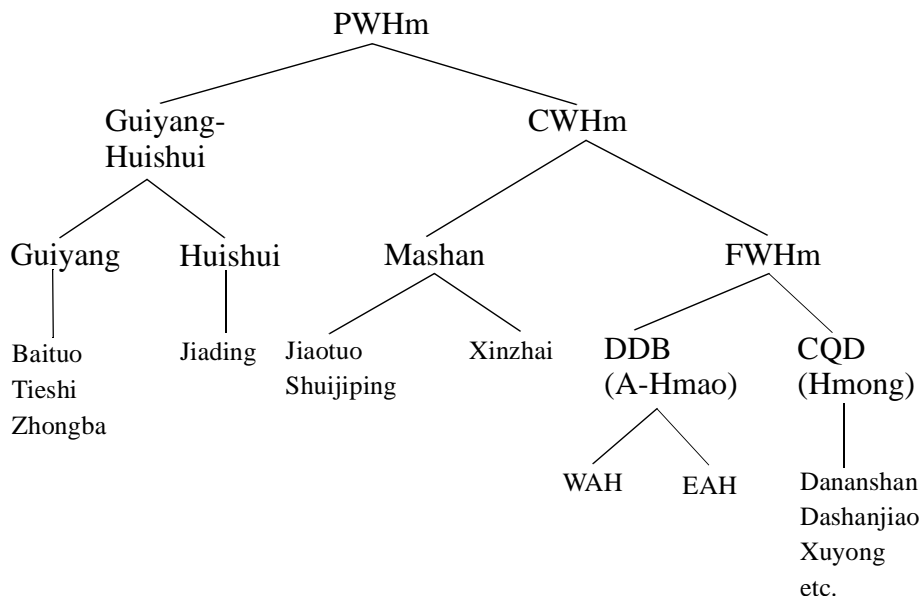 PWHm
Guiyang-
Huishui
CWHm
Guiyang
Huishui
Mashan
FWHm
Baituo
Tieshi
Zhongba
Jiading
Jiaotuo
Shuijiping
Xinzhai
DDB
(A-Hmao)
CQD
(Hmong)
WAH
EAH
Dananshan
Dashanjiao
Xuyong
etc.